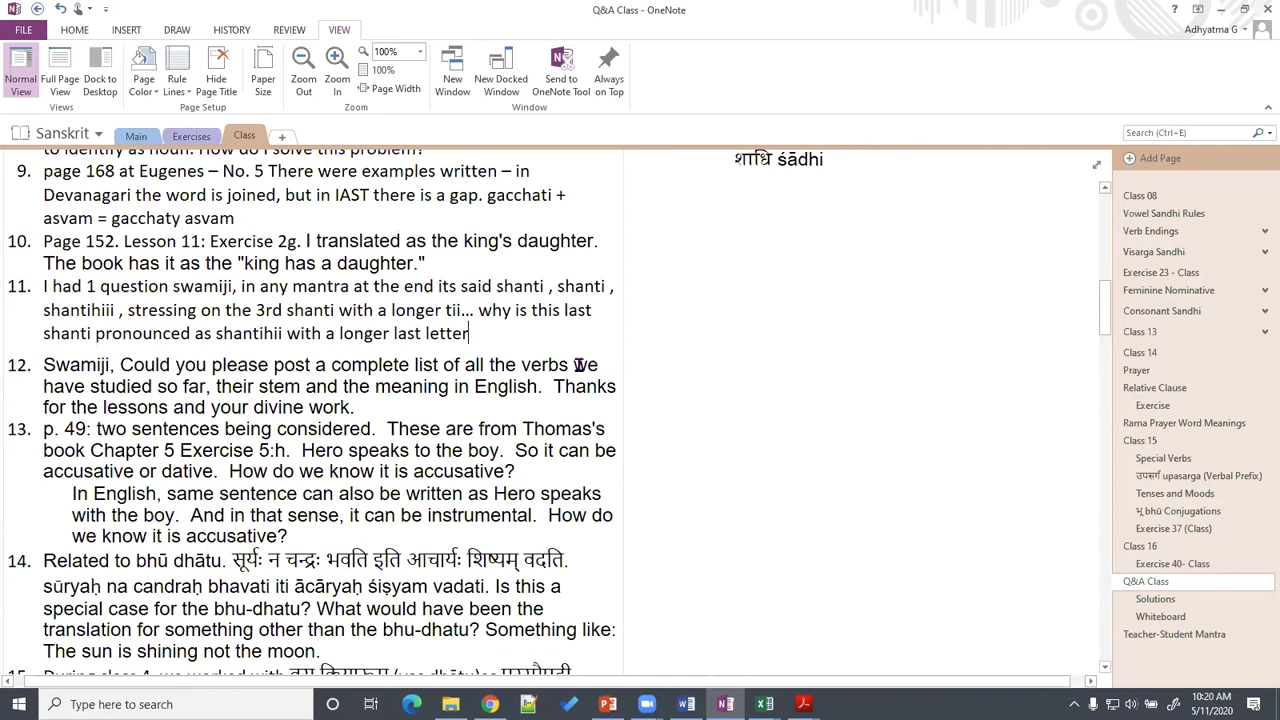 Q&A Class - OneNote
FILE HOME INSERT DRAW HISTORY REVIEW VIEW
Adhyatma G
Normal View
Full Page View
Dock to Desktop
Views
Page Color
Rule Lines
Hide Page Title
Page Setup
Paper Size
Zoom Out
Zoom In
100%
100%
Page Width
Zoom
New Window
New Docked Window
Send to OneNote Tool
Always on Top
Window
Sanskrit
Main
Exercises
Class
Search (Ctrl+E)
to identify as noun. How do I solve this problem?
9. page 168 at Eugenes – No. 5 There were examples written – in
Devanagari the word is joined, but in IAST there is a gap. gacchati +
asvam = gacchaty asvam
10. Page 152. Lesson 11: Exercise 2g. I translated as the king's daughter.
The book has it as the "king has a daughter."
11. I had 1 question swamiji, in any mantra at the end its said shanti , shanti ,
shantihiii , stressing on the 3rd shanti with a longer tii... why is this last
shanti pronounced as shantihii with a longer last letter
12. Swamiji, Could you please post a complete list of all the verbs we
have studied so far, their stem and the meaning in English. Thanks
for the lessons and your divine work.
13. p. 49: two sentences being considered. These are from Thomas's
book Chapter 5 Exercise 5:h. Hero speaks to the boy. So it can be
accusative or dative. How do we know it is accusative?
In English, same sentence can also be written as Hero speaks
with the boy. And in that sense, it can be instrumental. How do
we know it is accusative?
14. Related to bhū dhātu. सूर्यः न चन्द्रः भवति इति आचार्यः शिष्यम् वदति.
sūryaḥ na candraḥ bhavati iti ācāryaḥ śiṣyam vadati. Is this a
special case for the bhu-dhatu? What would have been the
translation for something other than the bhu-dhatu? Something like:
The sun is shining not the moon.
शाधि śādhi
Add Page
Class 08
Vowel Sandhi Rules
Verb Endings
Visarga Sandhi
Exercise 23 - Class
Feminine Nominative
Consonant Sandhi
Class 13
Class 14
Prayer
Relative Clause
Exercise
Rama Prayer Word Meanings
Class 15
Special Verbs
उपसर्ग upasarga (Verbal Prefix)
Tenses and Moods
भू bhū Conjugations
Exercise 37 (Class)
Class 16
Exercise 40- Class
Q&A Class
Solutions
Whiteboard
Teacher-Student Mantra
Type here to search
10:20 AM
5/11/2020